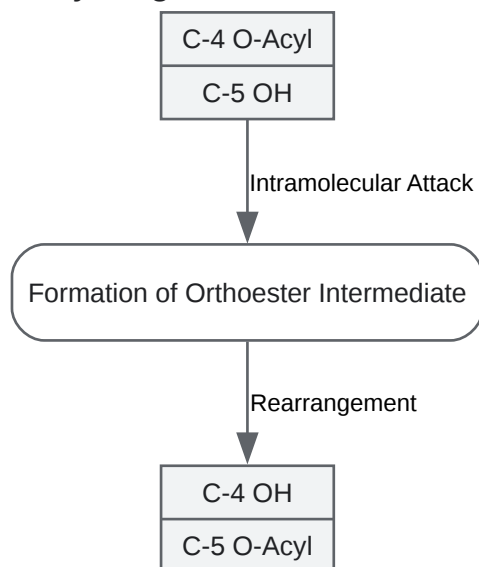 C-4 O-Acyl
C-5 OH
Intramolecular Attack
Formation of Orthoester Intermediate
Rearrangement
C-4 OH
C-5 O-Acyl